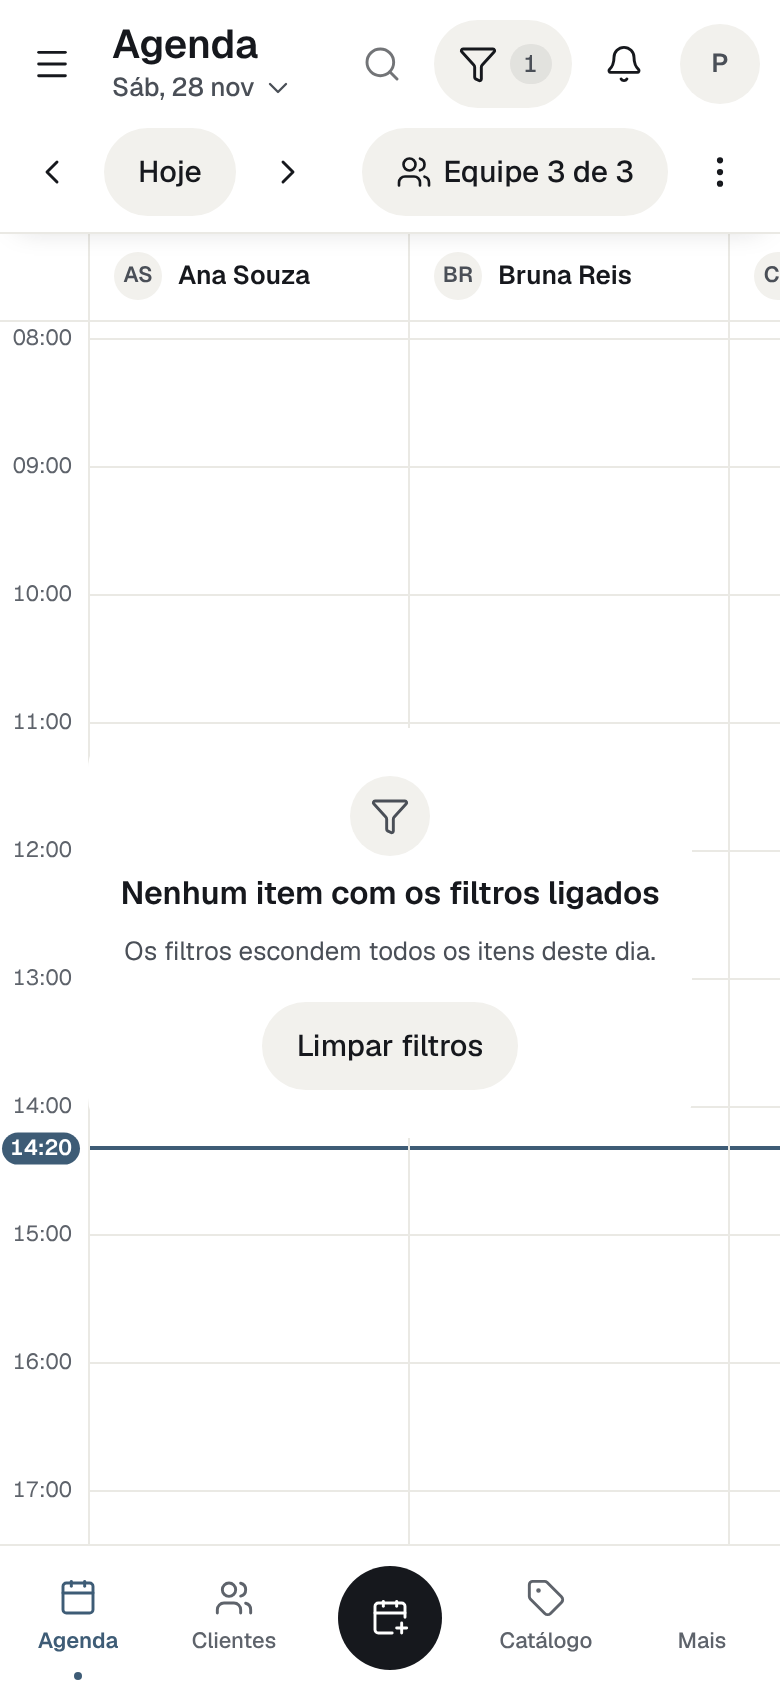 Agenda
Sáb, 28 nov
1
P
Hoje
Equipe 3 de 3
AS Ana Souza
BR Bruna Reis
C
08:00
09:00
10:00
11:00
12:00
Nenhum item com os filtros ligados
Os filtros escondem todos os itens deste dia.
13:00
Limpar filtros
14:00
14:20
15:00
16:00
17:00
Agenda
Clientes
Catálogo
Mais